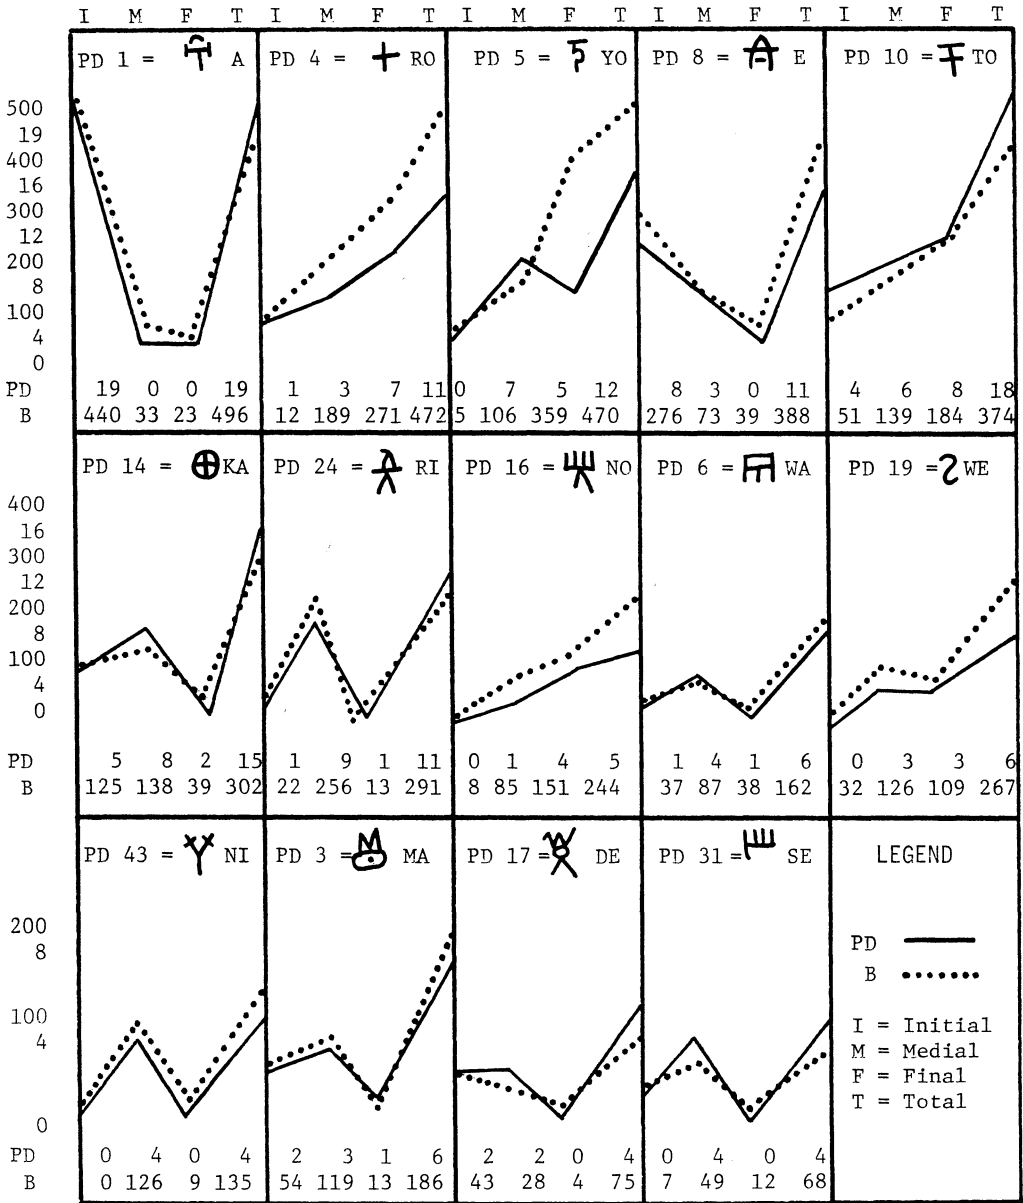 I M F T I M F T I M F T I M F T I M F T
PD 1 = A PD 4 = RO PD 5 = YO PD 8 = E PD 10 = TO
500
19
400
16
300
12
200
8
100
4
0
PD 19 0 0 19 1 3 7 11 0 7 5 12 8 3 0 11 4 6 8 18
B 440 33 23 496 12 189 271 472 5 106 359 470 276 73 39 388 51 139 184 374
PD 14 = KA PD 24 = RI PD 16 = NO PD 6 = WA PD 19 = WE
400
16
300
12
200
8
100
4
0
PD 5 8 2 15 1 9 1 11 0 1 4 5 1 4 1 6 0 3 3 6
B 125 138 39 302 22 256 13 291 8 85 151 244 37 87 38 162 32 126 109 267
PD 43 = NI PD 3 = MA PD 17 = DE PD 31 = SE LEGEND
200
8
100
4
0
PD
B
I = Initial
M = Medial
F = Final
T = Total
PD 0 4 0 4 2 3 1 6 2 2 0 4 0 4 0 4
B 0 126 9 135 54 119 13 186 43 28 4 75 7 49 12 68